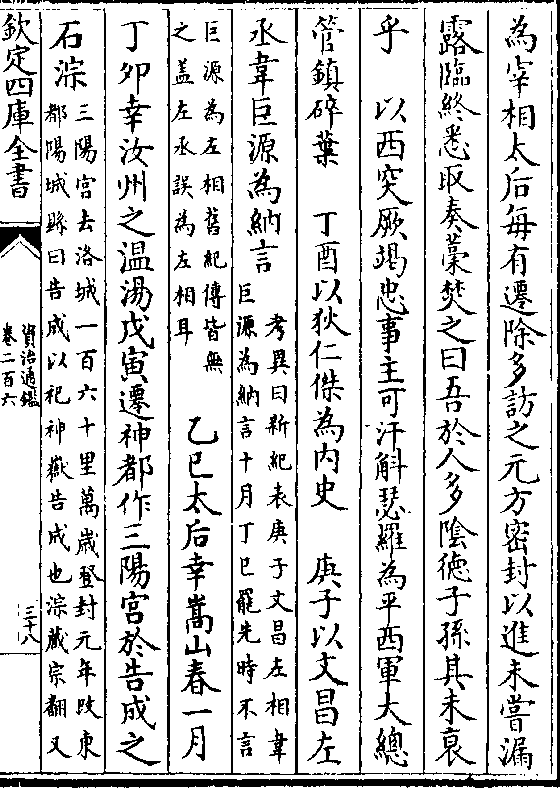 為宰相太后每有遷除多訪之元方密封以進未嘗漏
露臨終悉取奏藁焚之曰吾於人多陰德子孫其未衰
乎　以西突厥竭忠事主可汗斛瑟羅為平西軍大總
管鎮碎葉　丁酉以狄仁傑為内史　庚子以文昌左
丞韋巨源為納言
考異曰新紀表庚子文昌左相韋
巨源為納言十月丁巳罷先時不言
巨源為左相舊紀傳皆無
之盖左丞誤為左相耳
乙巳太后幸嵩山春一月
丁卯幸汝州之温湯戊寅還神都作三陽宫於告成之
石淙
三陽宫去洛城一百六十里萬歲登封元年改東
都陽城縣曰告成以祀神嶽告成也淙藏宗翻又
欽定四庫全書
資治通鑑
卷二百六
三十八